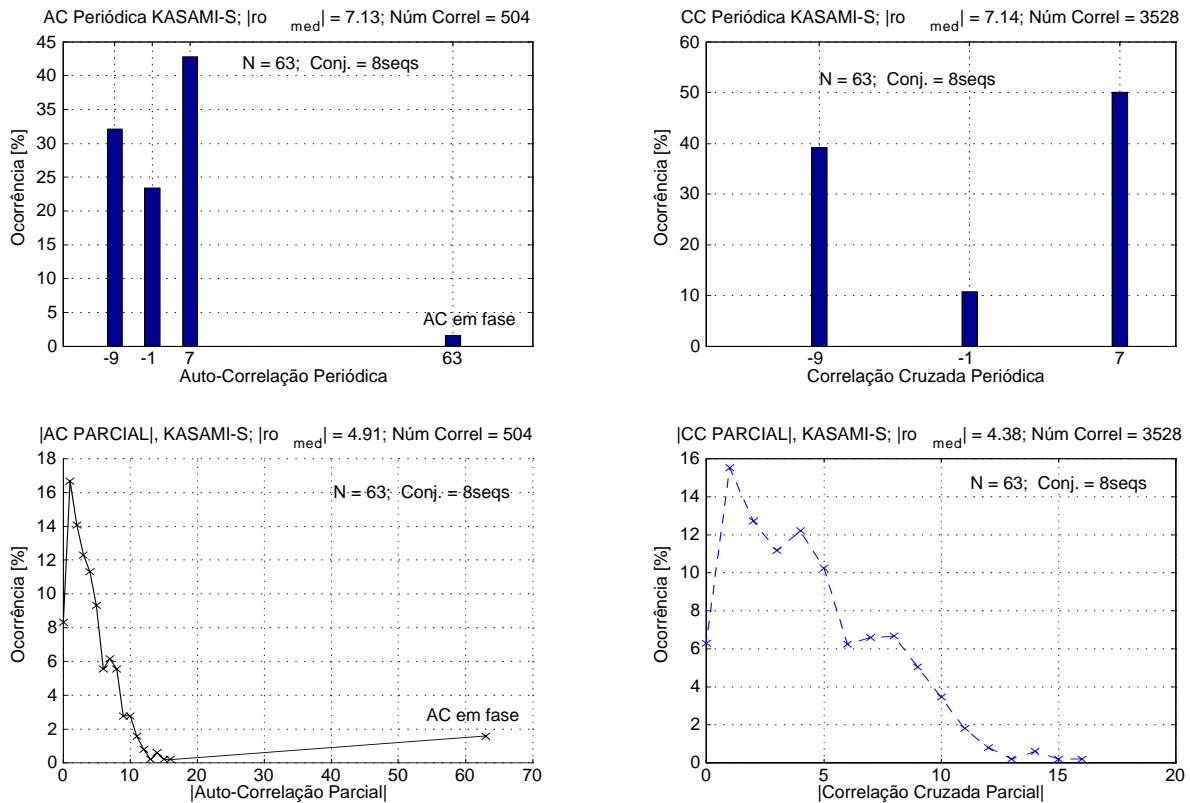 AC Periódica KASAMI-S; |ro med| = 7.13; Núm Correl = 504
45
40
35
30
25
20
15
10
5
0
Ocorrência [%]
N = 63; Conj. = 8seqs
AC em fase
-9 -1 7 63
Auto-Correlação Periódica
CC Periódica KASAMI-S; |ro med| = 7.14; Núm Correl = 3528
60
50
40
30
20
10
0
Ocorrência [%]
N = 63; Conj. = 8seqs
-9 -1 7
Correlação Cruzada Periódica
|AC PARCIAL|, KASAMI-S; |ro med| = 4.91; Núm Correl = 504
18
16
14
12
10
8
6
4
2
0
Ocorrência [%]
N = 63; Conj. = 8seqs
AC em fase
0 10 20 30 40 50 60 70
|Auto-Correlação Parcial|
|CC PARCIAL|, KASAMI-S; |ro med| = 4.38; Núm Correl = 3528
16
14
12
10
8
6
4
2
0
Ocorrência [%]
N = 63; Conj. = 8seqs
0 5 10 15 20
|Correlação Cruzada Parcial|